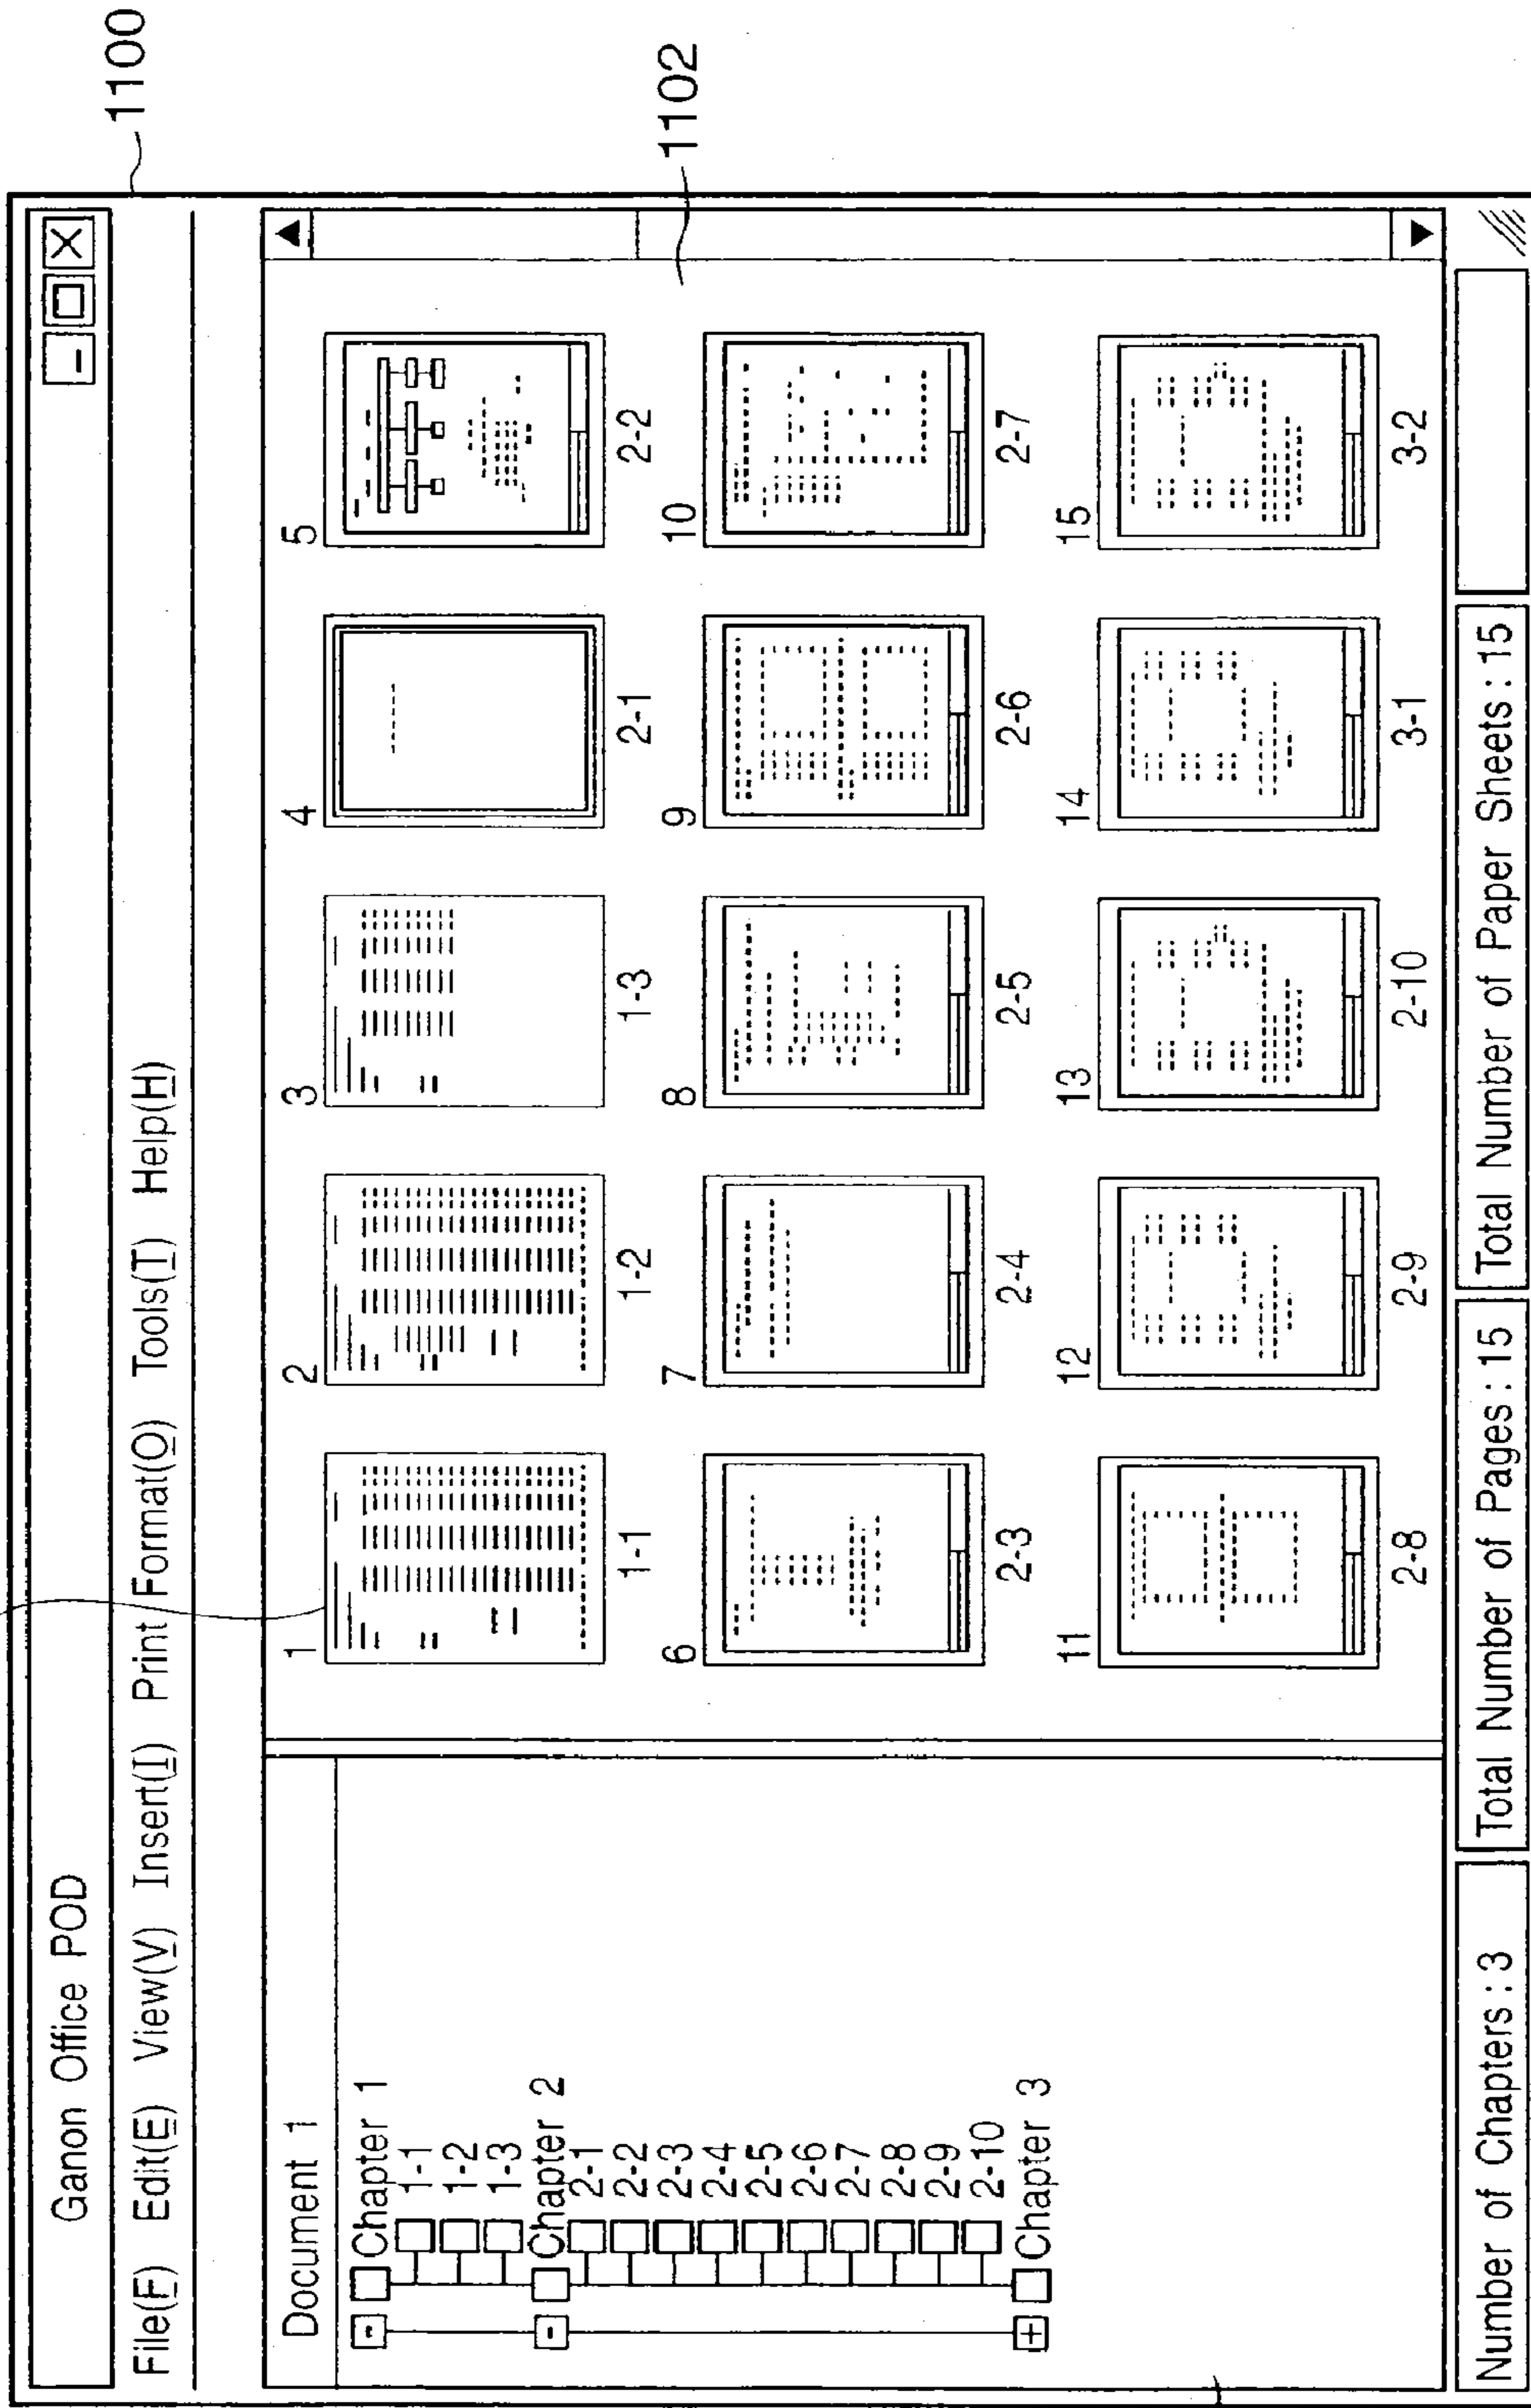 1100
Ganon Office POD
File(F) Edit(E) View(V) Insert(I) Print Format(O) Tools(T) Help(H)
Document 1
Chapter 1
1-1
1-2
1-3
Chapter 2
2-1
2-2
2-3
2-4
2-5
2-6
2-7
2-8
2-9
2-10
Chapter 3
1102
1 2 3 4 5
1-1 1-2 1-3 2-1 2-2
6 7 8 9 10
2-3 2-4 2-5 2-6 2-7
11 12 13 14 15
2-8 2-9 2-10 3-1 3-2
Number of Chapters : 3 Total Number of Pages : 15 Total Number of Paper Sheets : 15